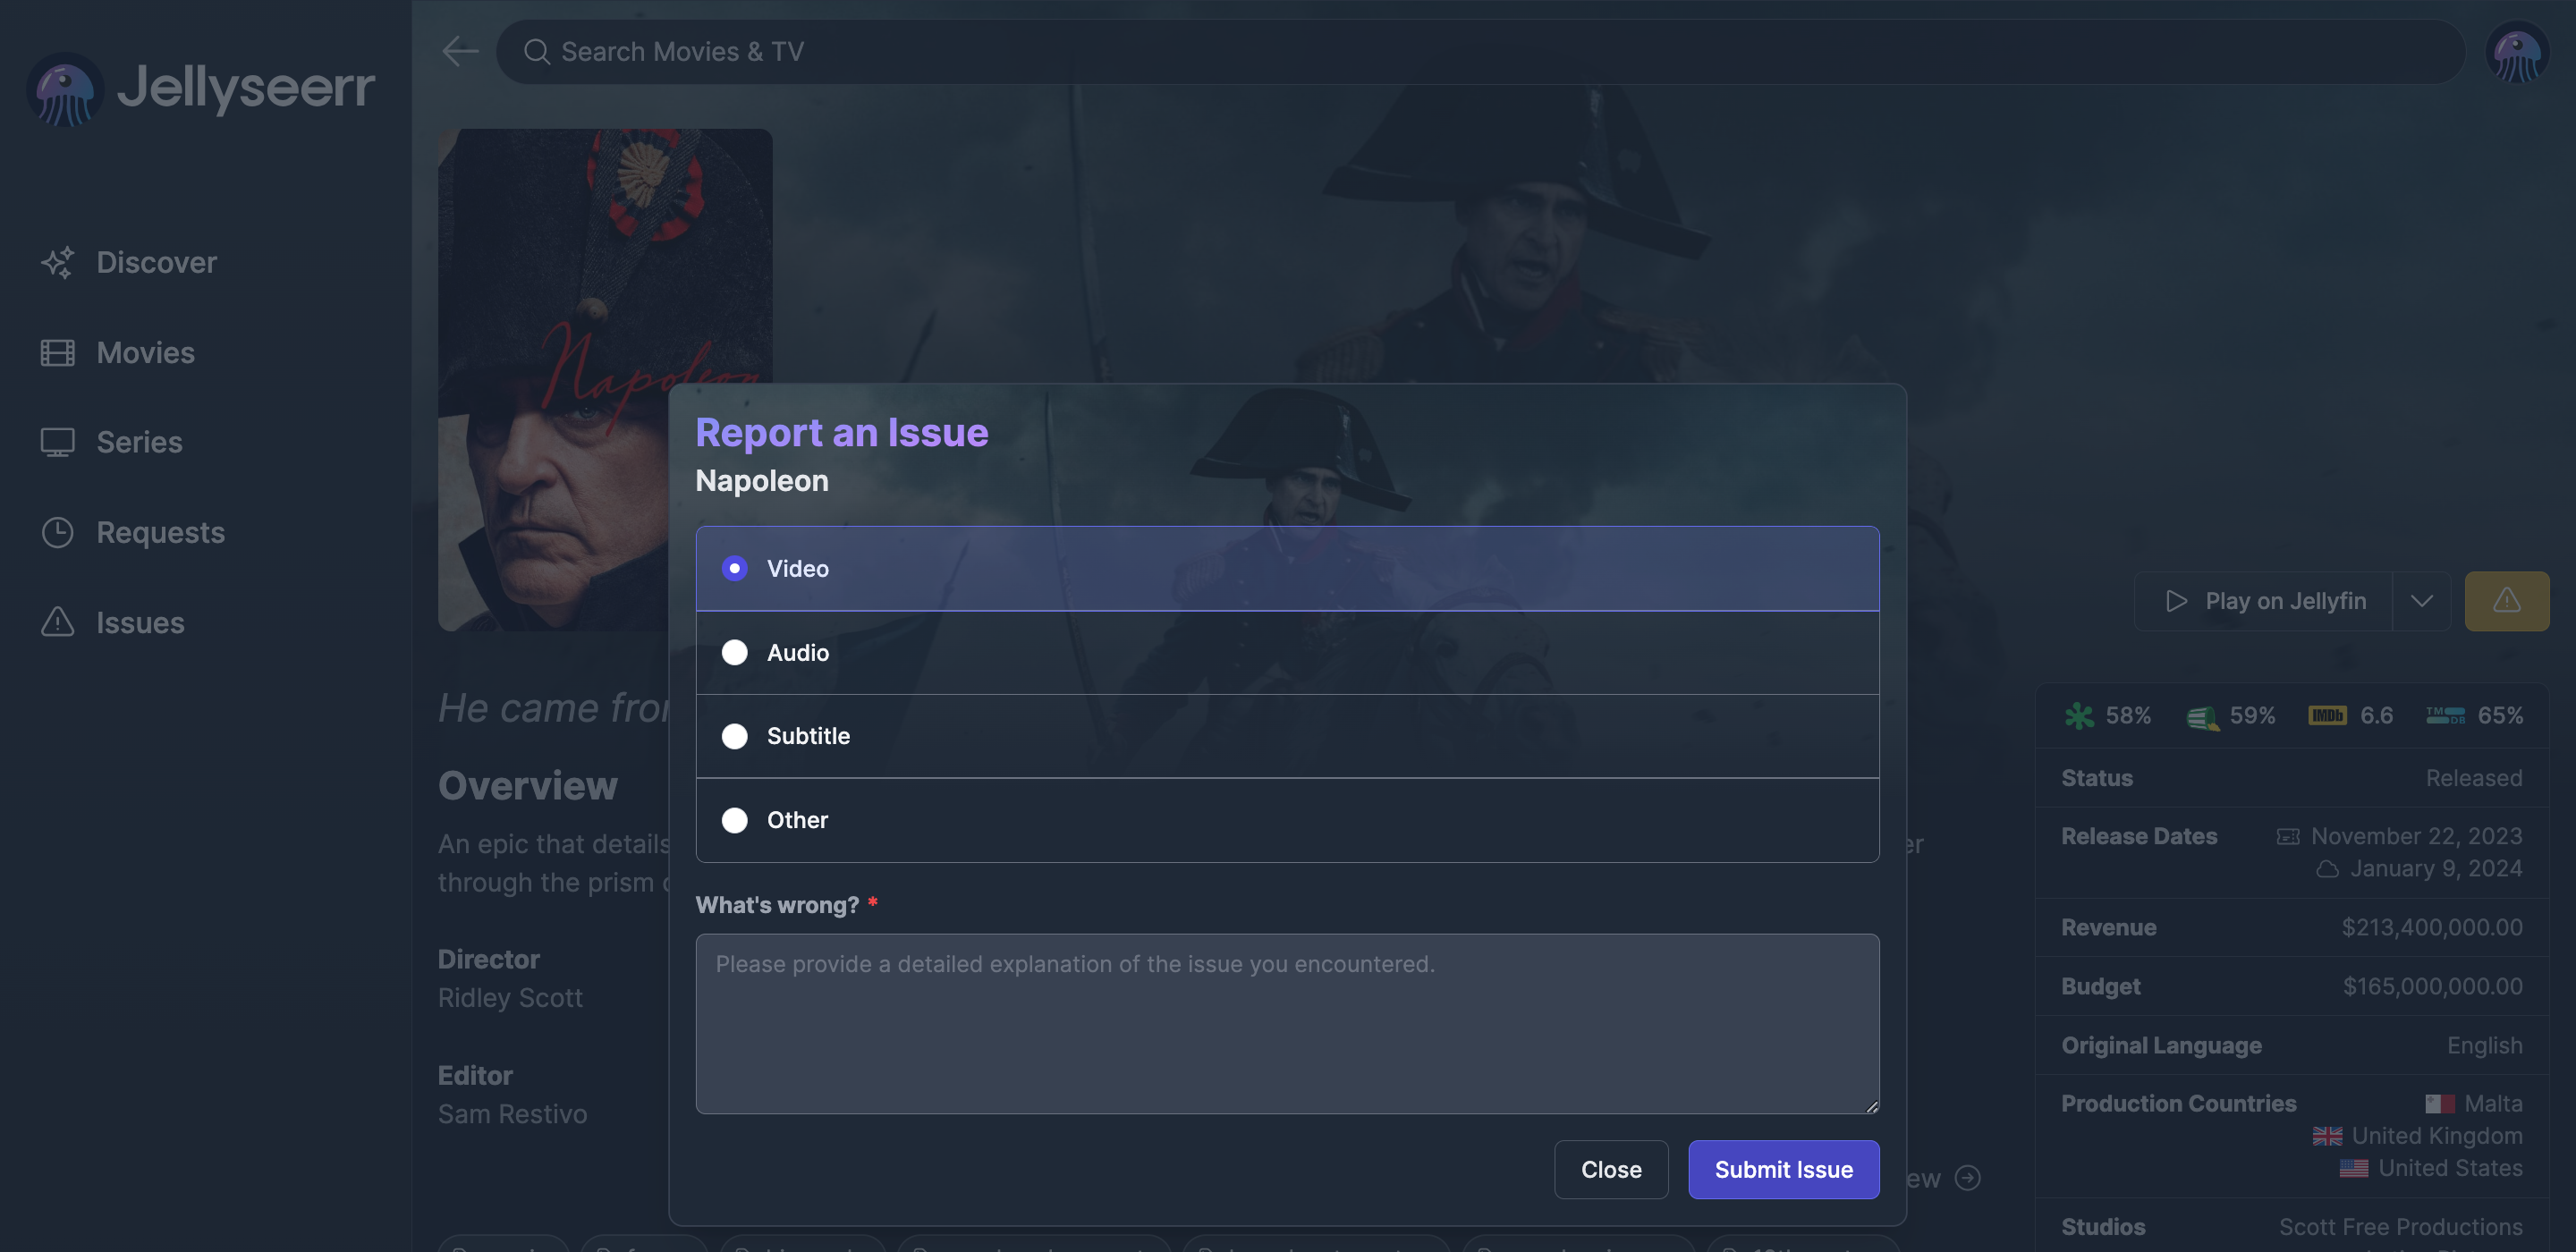 Jellyseerr
Search Movies & TV
Discover
Movies
Series
Requests
Issues
Napoleon
Report an Issue
Napoleon
Video
Audio
Subtitle
Other
What's wrong? *
Please provide a detailed explanation of the issue you encountered.
Close
Submit Issue
He came
Overview
An epic that details
through the prism
Director
Ridley Scott
Editor
Sam Restivo
Play on Jellyfin
58%
59%
IMDb 6.6
TMDB 65%
Status Released
Release Dates November 22, 2023
January 9, 2024
Revenue $213,400,000.00
Budget $165,000,000.00
Original Language English
Production Countries Malta
United Kingdom
United States
Studios Scott Free Productions